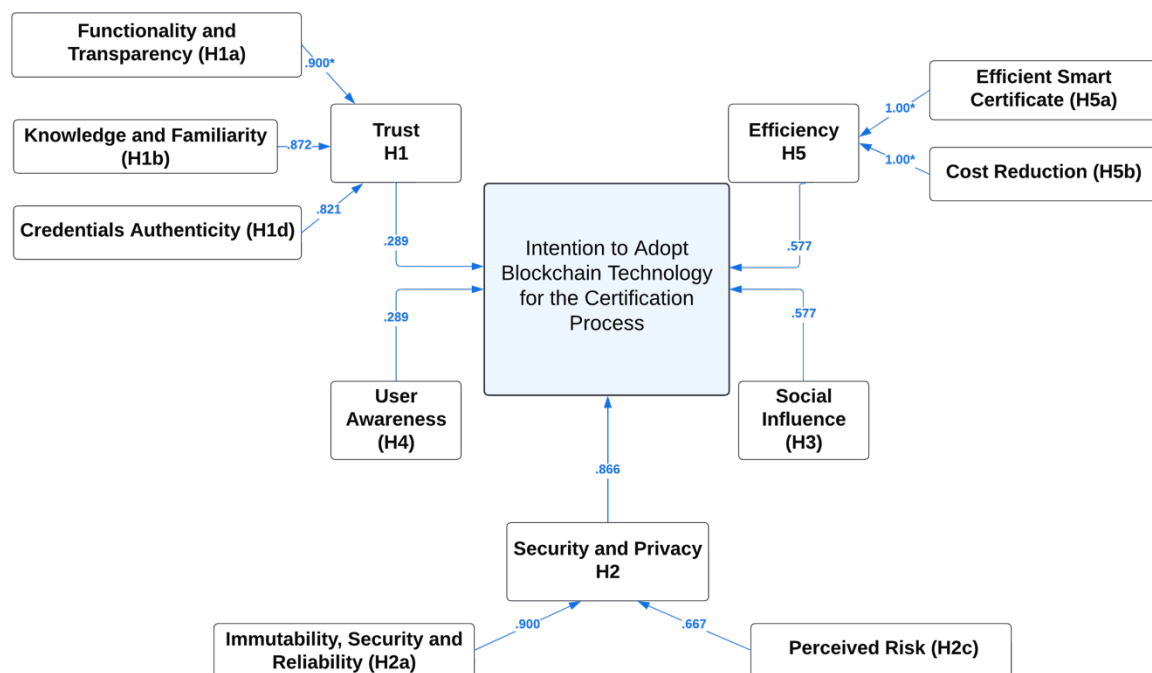 Functionality and
Transparency (H1a)
.900*
Knowledge and Familiarity
(H1b)
.872
Credentials Authenticity (H1d)
.821
Trust
H1
.289
Efficiency
H5
.577
Efficient Smart
Certificate (H5a)
1.00*
Cost Reduction (H5b)
1.00*
Intention to Adopt
Blockchain Technology
for the Certification
Process
.289
User
Awareness
(H4)
.577
Social
Influence
(H3)
.866
Security and Privacy
H2
.900
Immutability, Security and
Reliability (H2a)
.667
Perceived Risk (H2c)